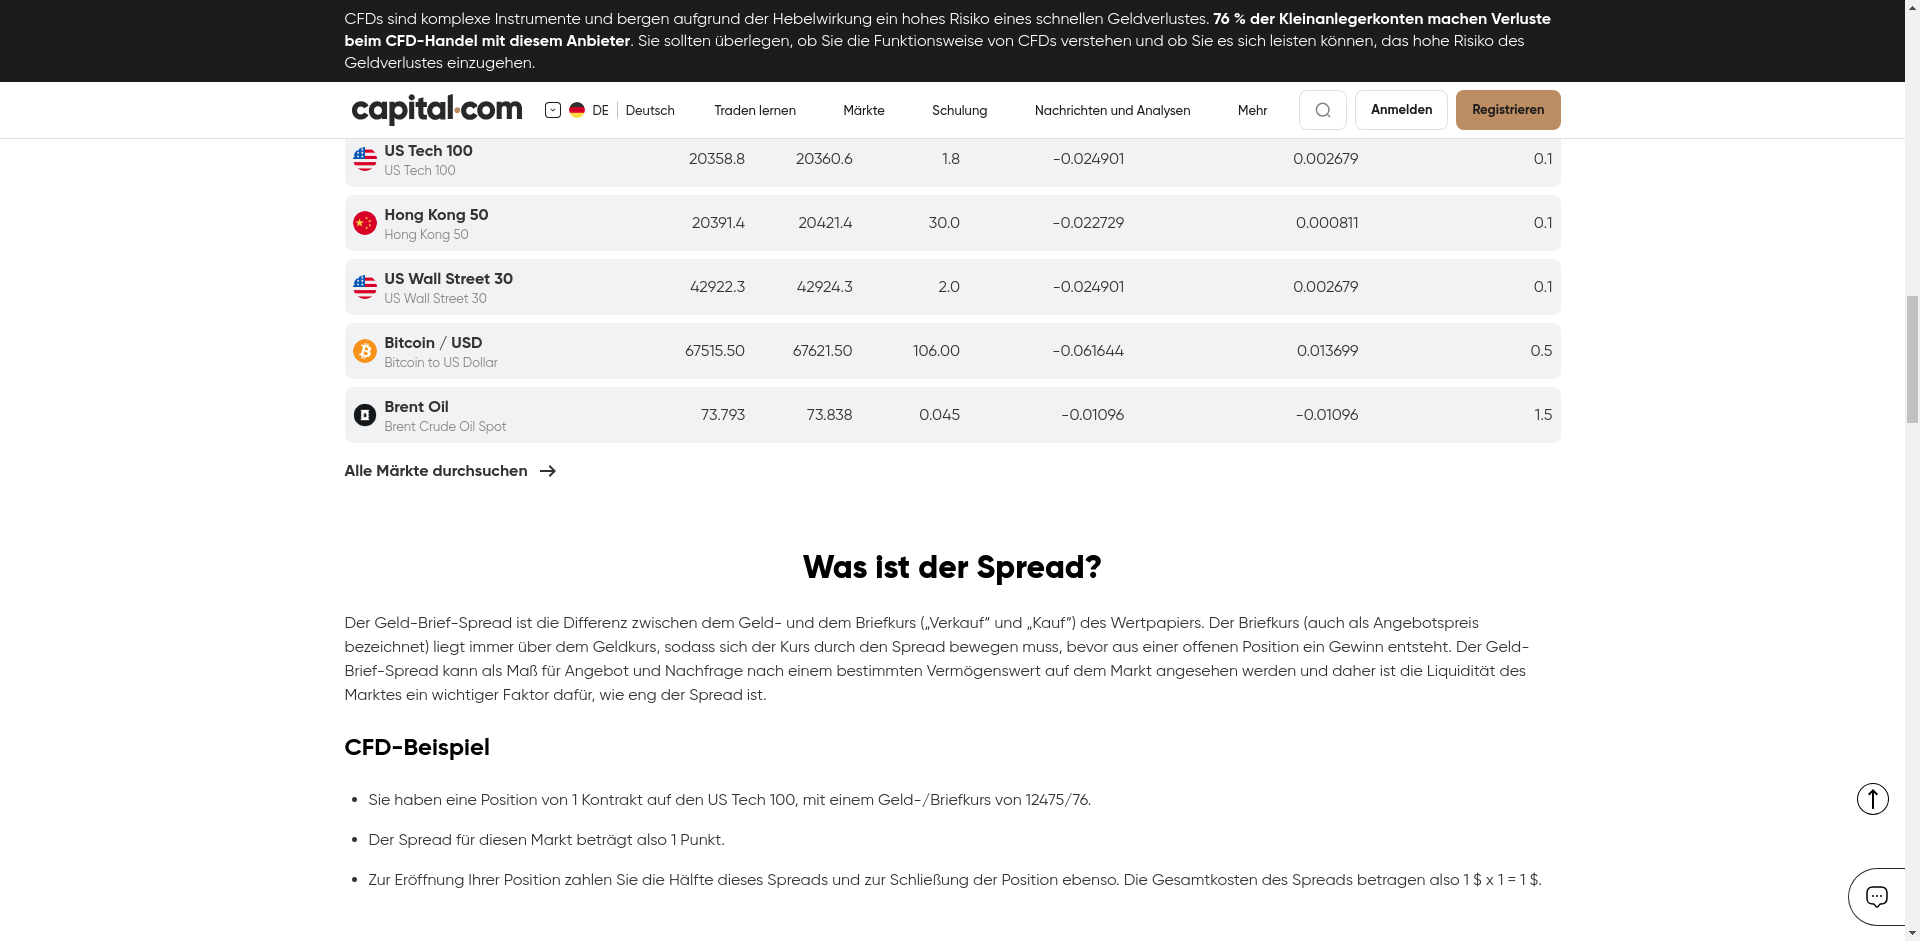 CFDs sind komplexe Instrumente und bergen aufgrund der Hebelwirkung ein hohes Risiko eines schnellen Geldverlustes. 76 % der Kleinanlegerkonten machen Verluste
beim CFD-Handel mit diesem Anbieter. Sie sollten überlegen, ob Sie die Funktionsweise von CFDs verstehen und ob Sie es sich leisten können, das hohe Risiko des
Geldverlustes einzugehen.
capital.com DE Deutsch Traden lernen Märkte Schulung Nachrichten und Analysen Mehr Anmelden Registrieren
US Tech 100 20358.8 20360.6 1.8 -0.024901 0.002679 0.1
US Tech 100
Hong Kong 50 20391.4 20421.4 30.0 -0.022729 0.000811 0.1
Hong Kong 50
US Wall Street 30 42922.3 42924.3 2.0 -0.024901 0.002679 0.1
US Wall Street 30
Bitcoin / USD 67515.50 67621.50 106.00 -0.061644 0.013699 0.5
Bitcoin to US Dollar
Brent Oil 73.793 73.838 0.045 -0.01096 -0.01096 1.5
Brent Crude Oil Spot
Alle Märkte durchsuchen
Was ist der Spread?
Der Geld-Brief-Spread ist die Differenz zwischen dem Geld- und dem Briefkurs („Verkauf“ und „Kauf“) des Wertpapiers. Der Briefkurs (auch als Angebotspreis
bezeichnet) liegt immer über dem Geldkurs, sodass sich der Kurs durch den Spread bewegen muss, bevor aus einer offenen Position ein Gewinn entsteht. Der Geld-
Brief-Spread kann als Maß für Angebot und Nachfrage nach einem bestimmten Vermögenswert auf dem Markt angesehen werden und daher ist die Liquidität des
Marktes ein wichtiger Faktor dafür, wie eng der Spread ist.
CFD-Beispiel
• Sie haben eine Position von 1 Kontrakt auf den US Tech 100, mit einem Geld-/Briefkurs von 12475/76.
• Der Spread für diesen Markt beträgt also 1 Punkt.
• Zur Eröffnung Ihrer Position zahlen Sie die Hälfte dieses Spreads und zur Schließung der Position ebenso. Die Gesamtkosten des Spreads betragen also 1 $ x 1 = 1 $.